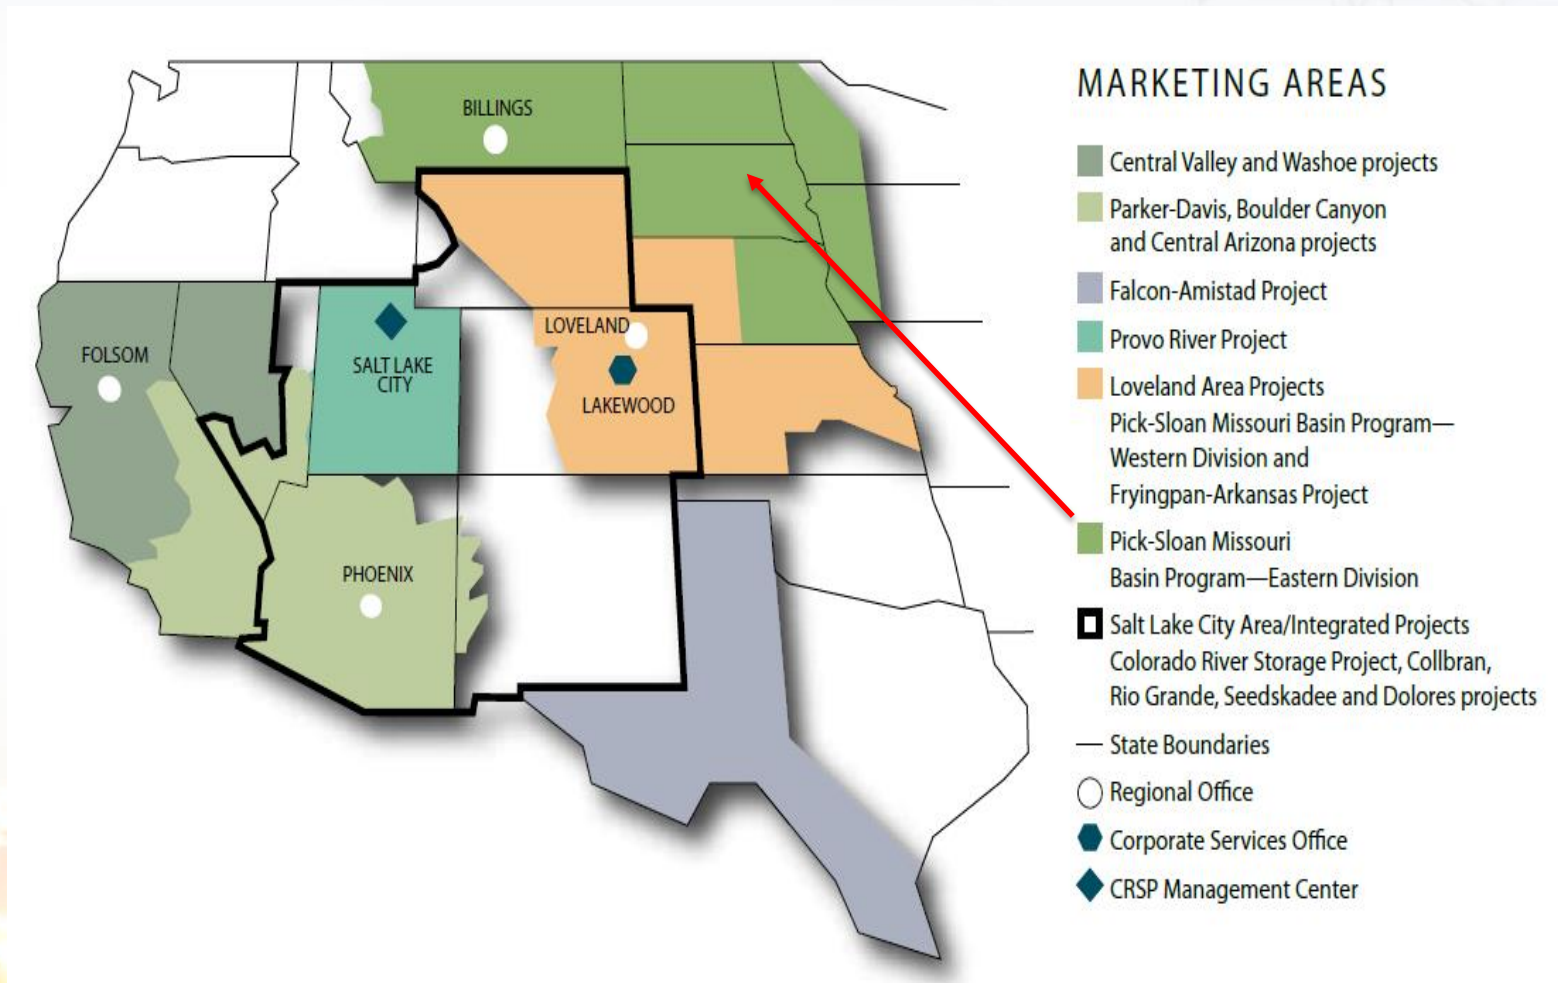 MARKETING AREAS
BILLINGS
FOLSOM
SALT LAKE
CITY
LOVELAND
LAKEWOOD
PHOENIX
Central Valley and Washoe projects
Parker-Davis, Boulder Canyon
and Central Arizona projects
Falcon-Amistad Project
Provo River Project
Loveland Area Projects
Pick-Sloan Missouri Basin Program—
Western Division and
Fryingpan-Arkansas Project
Pick-Sloan Missouri
Basin Program—Eastern Division
Salt Lake City Area/Integrated Projects
Colorado River Storage Project, Collbran,
Rio Grande, Seedskadee and Dolores projects
State Boundaries
Regional Office
Corporate Services Office
CRSP Management Center